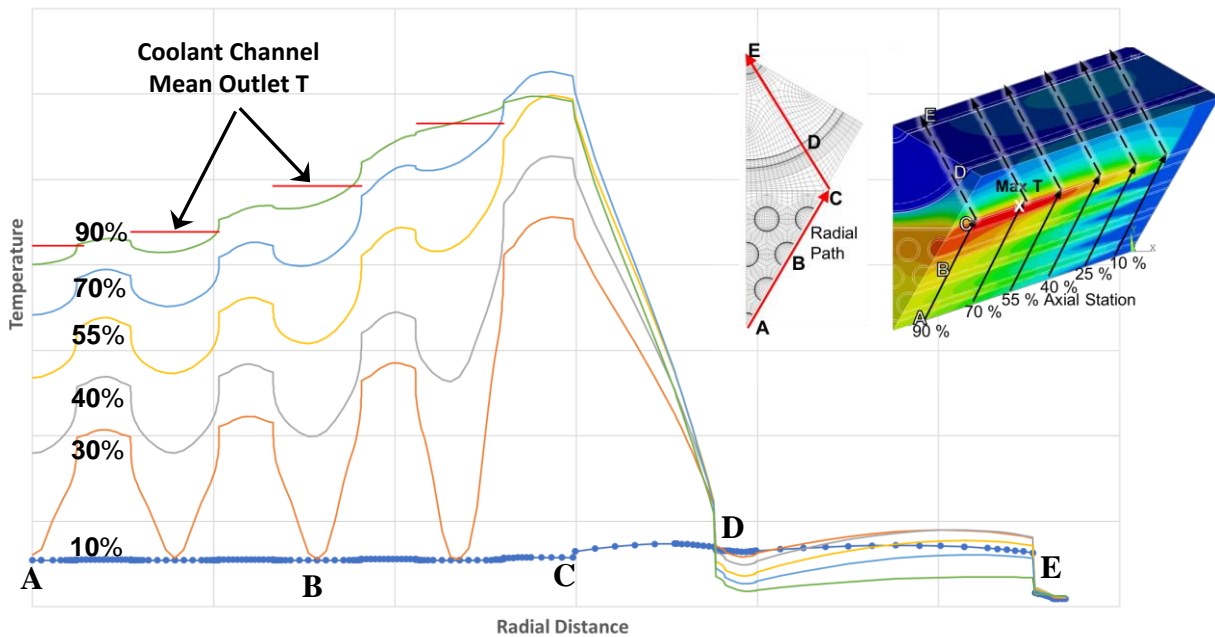 Coolant Channel
Mean Outlet T
90%
70%
55%
40%
30%
10%
A
B
C
D
E
Temperature
Radial Distance
E
D
C
B
A
Radial
Path
E
D
C
B
A
Max T
X
10 %
25 %
40 %
55 % Axial Station
70 %
90 %
x